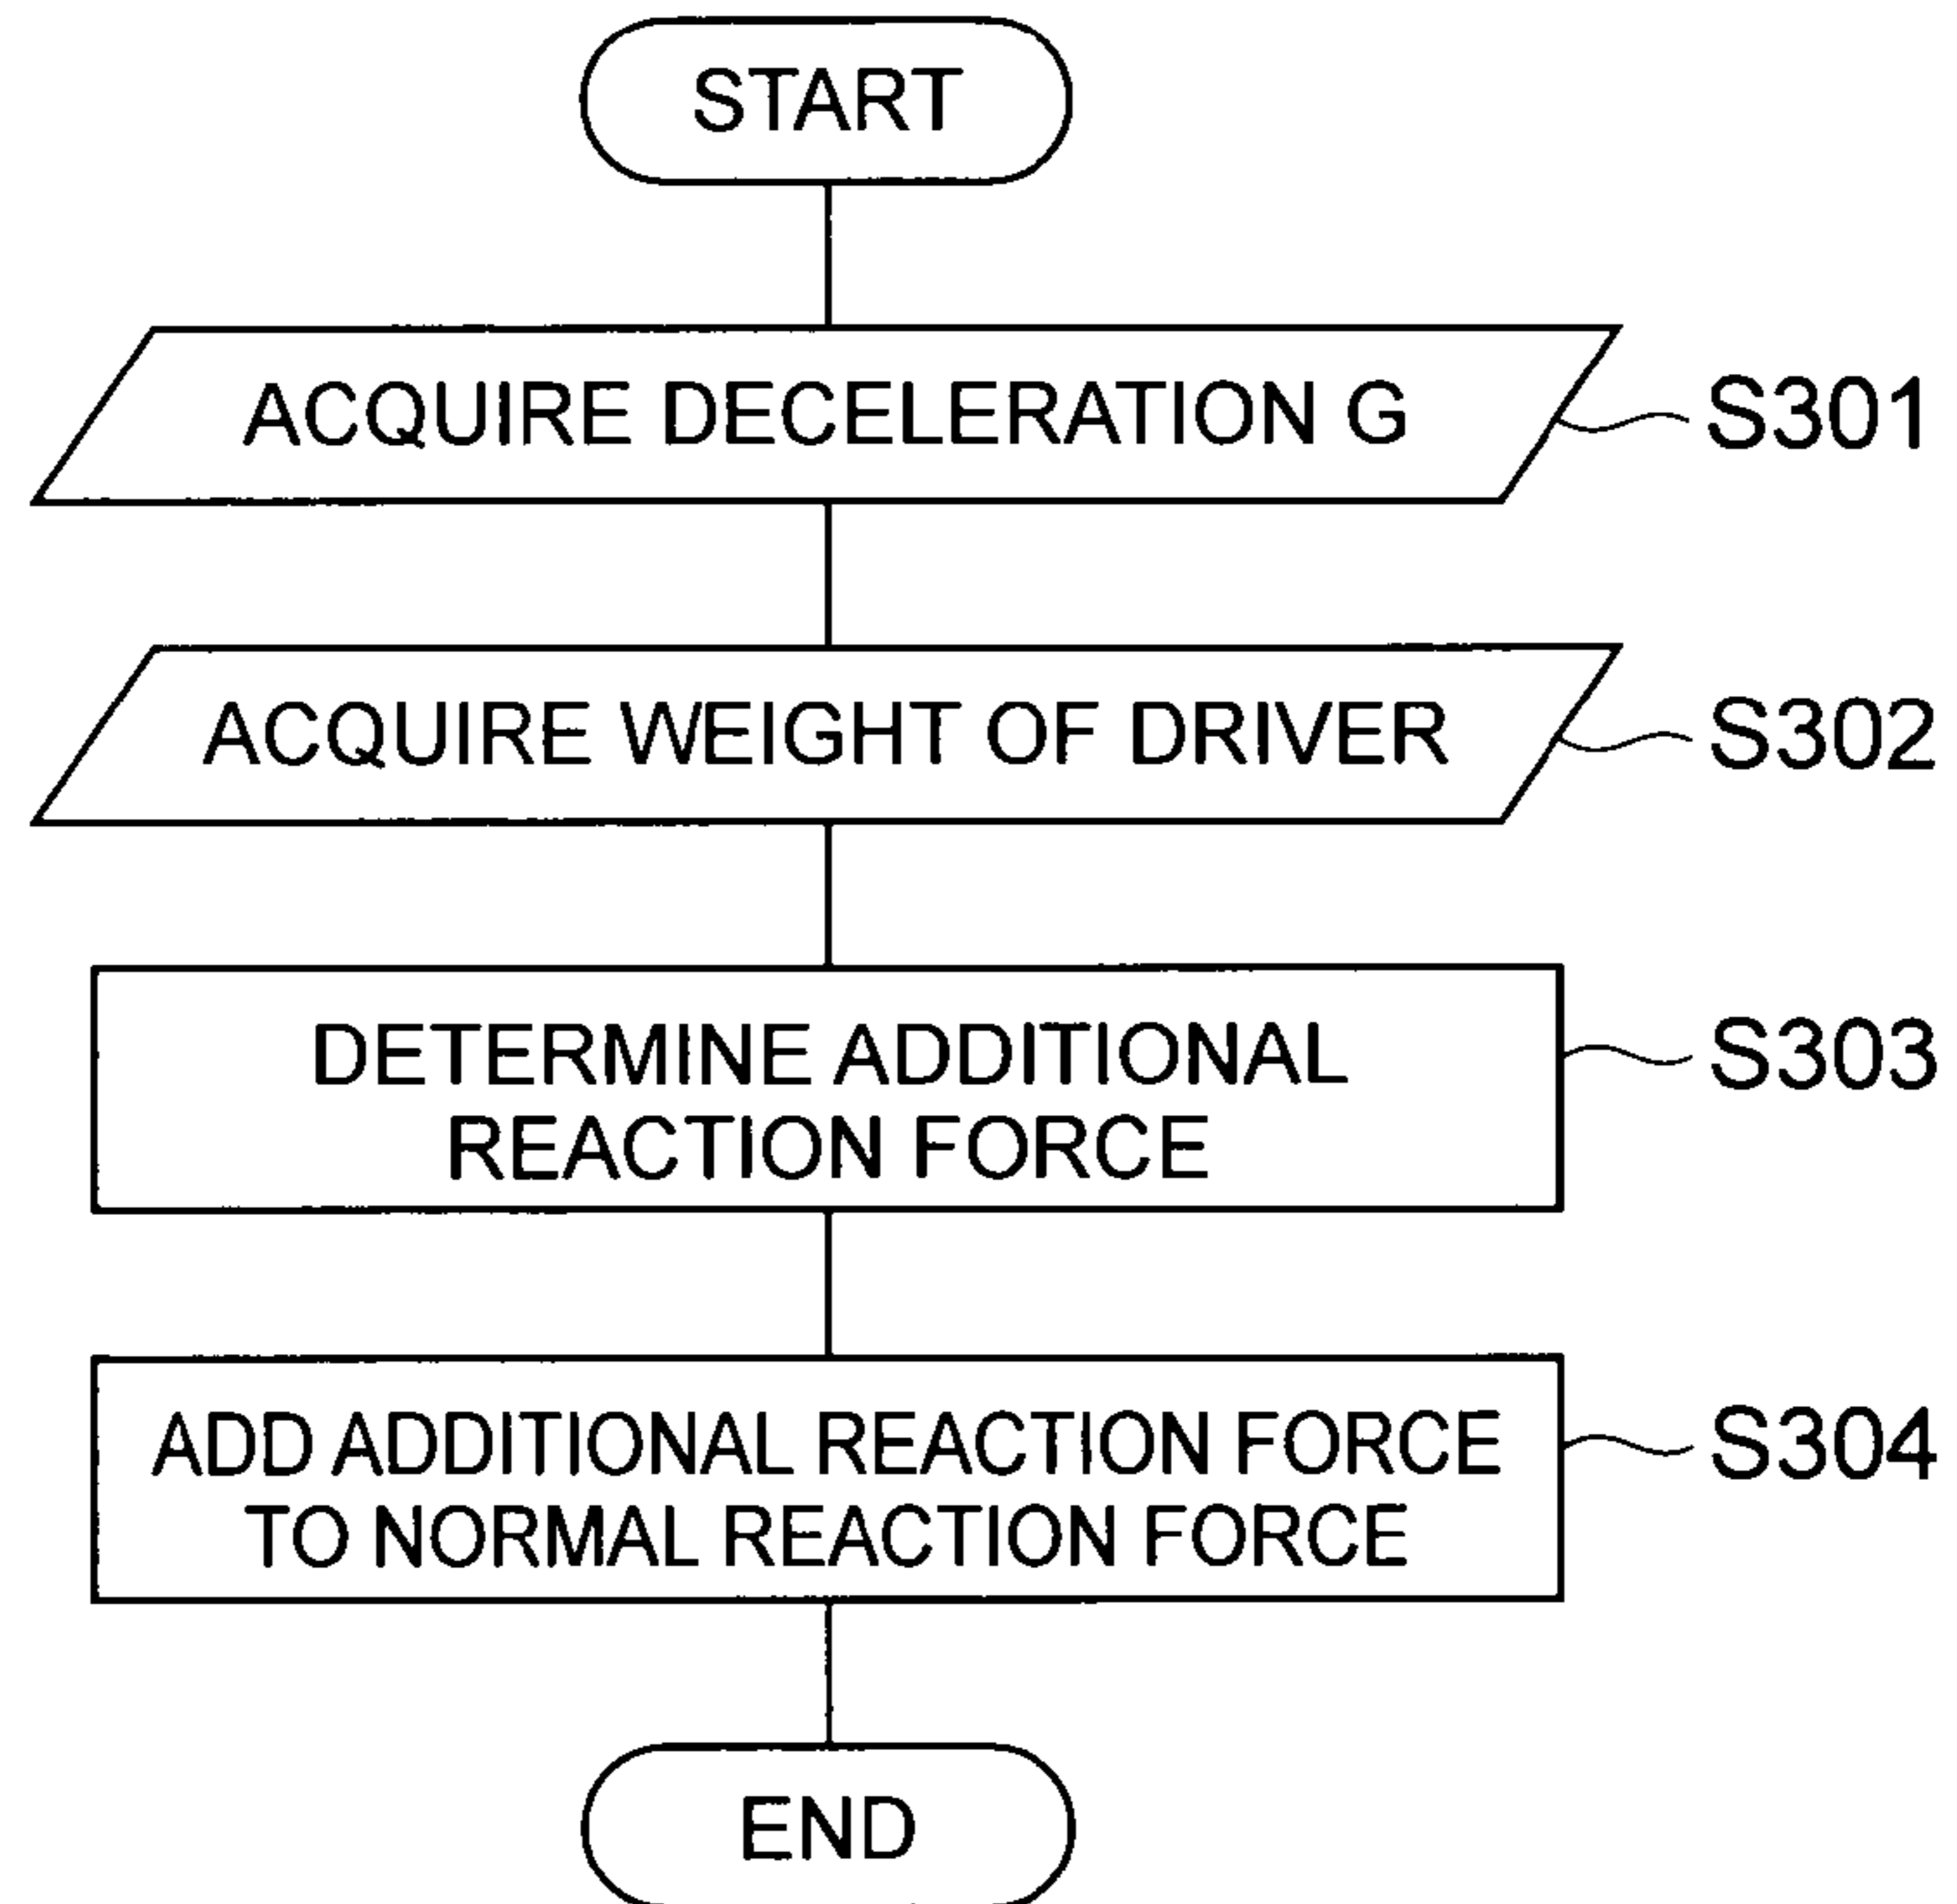 START
ACQUIRE DECELERATION G
S301
ACQUIRE WEIGHT OF DRIVER
S302
DETERMINE ADDITIONAL
REACTION FORCE
S303
ADD ADDITIONAL REACTION FORCE
TO NORMAL REACTION FORCE
S304
END